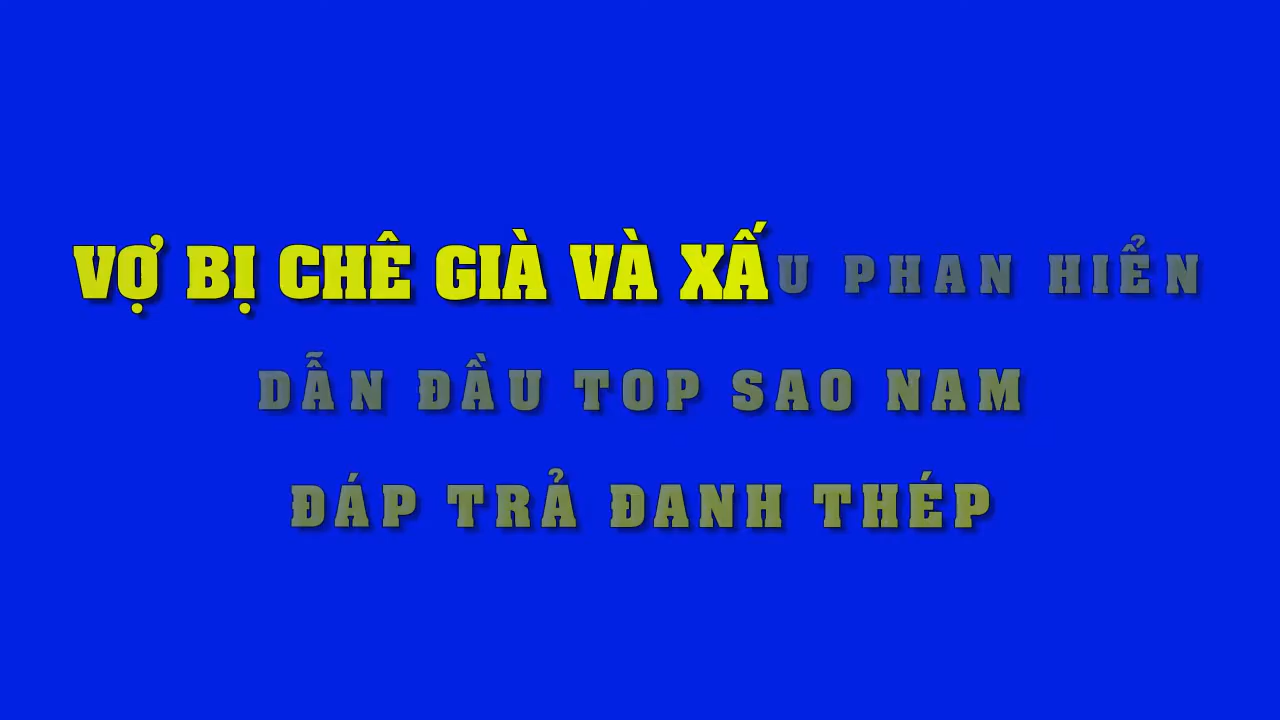 VỢ BỊ CHÊ GIÀ VÀ XẤU PHAN HIỂN
DẪN ĐẦU TOP SAO NAM
ĐÁP TRẢ ĐANH THÉP